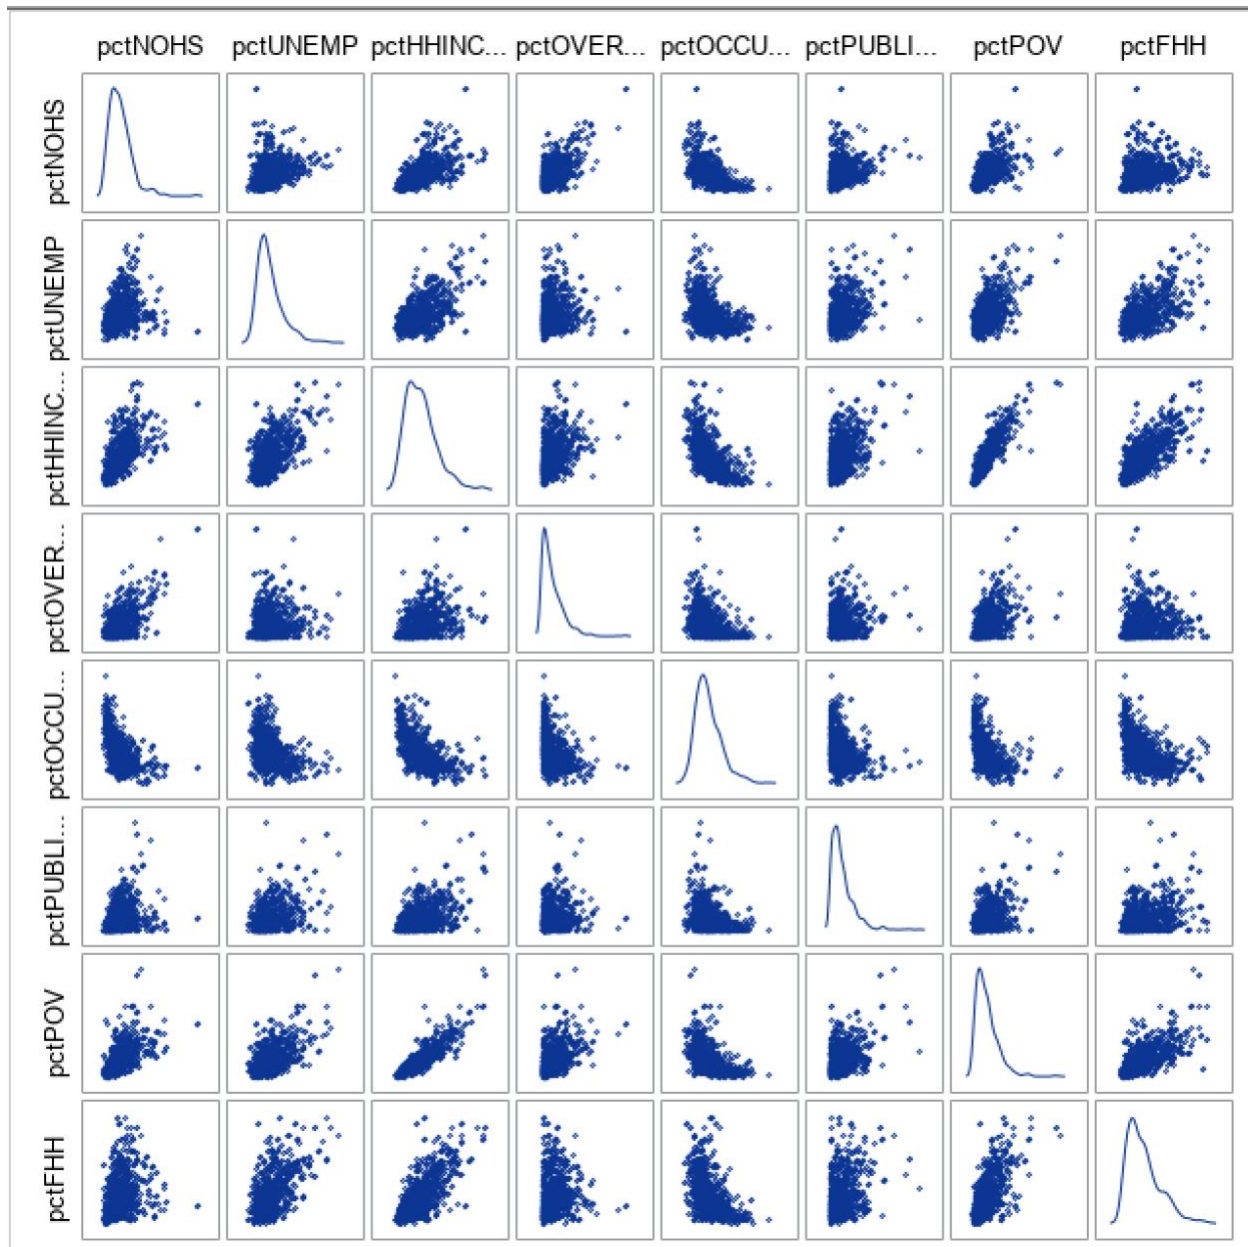 pctNOHS pctUNEMP pctHHINC... pctOVER... pctOCCU... pctPUBLI... pctPOV pctFHH
pctNOHS
pctUNEMP
pctHHINC...
pctOVER...
pctOCCU...
pctPUBLI...
pctPOV
pctFHH